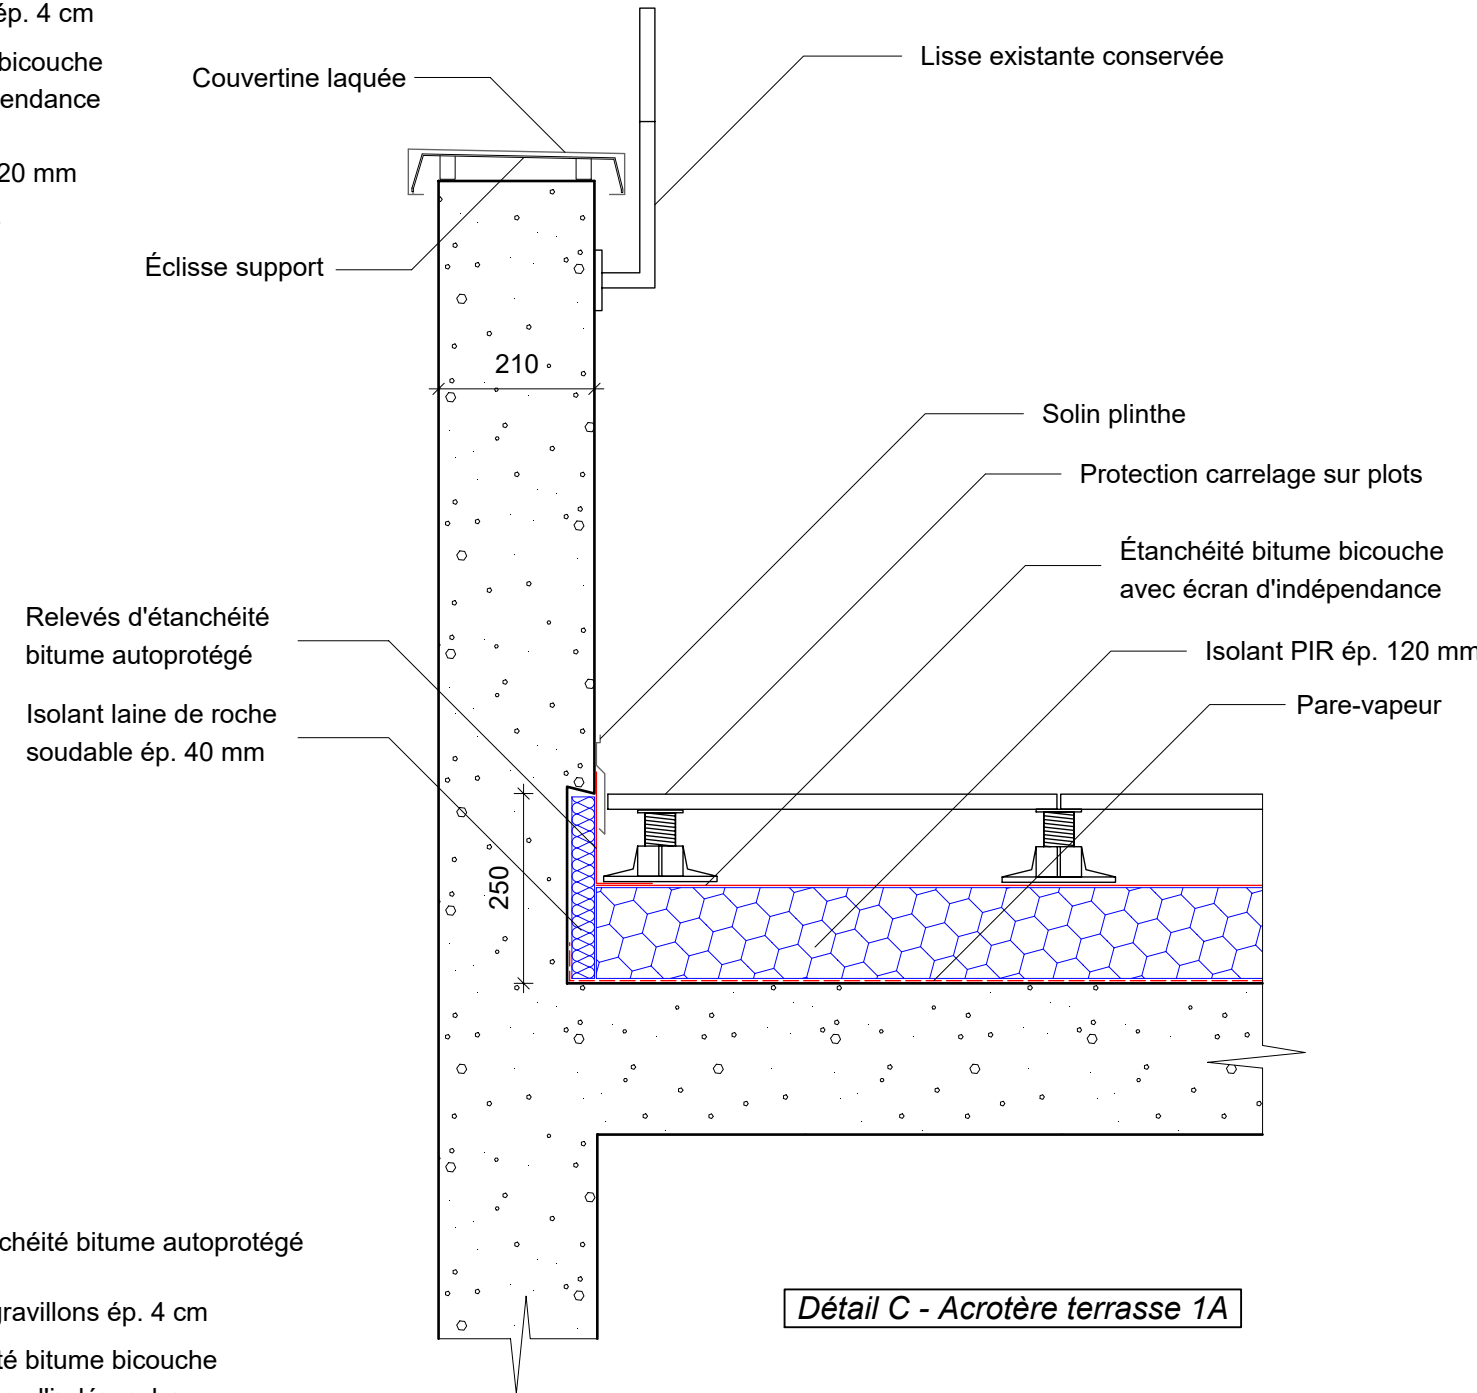 ép. 4 cm
bicouche
endance
20 mm
Couvertine laquée
Lisse existante conservée
Éclisse support
210
Solin plinthe
Protection carrelage sur plots
Étanchéité bitume bicouche
avec écran d'indépendance
Isolant PIR ép. 120 mm
Pare-vapeur
Relevés d'étanchéité
bitume autoprotégé
Isolant laine de roche
soudable ép. 40 mm
250
chéité bitume autoprotégé
gravillons ép. 4 cm
té bitume bicouche
Détail C - Acrotère terrasse 1A